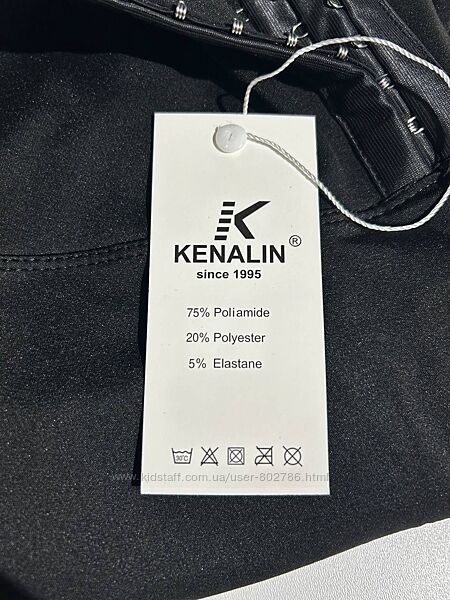 KENALIN®
since 1995
75% Poliamide
20% Polyester
5% Elastane
30°C
www.kidstaff.com.ua/user-802786.html